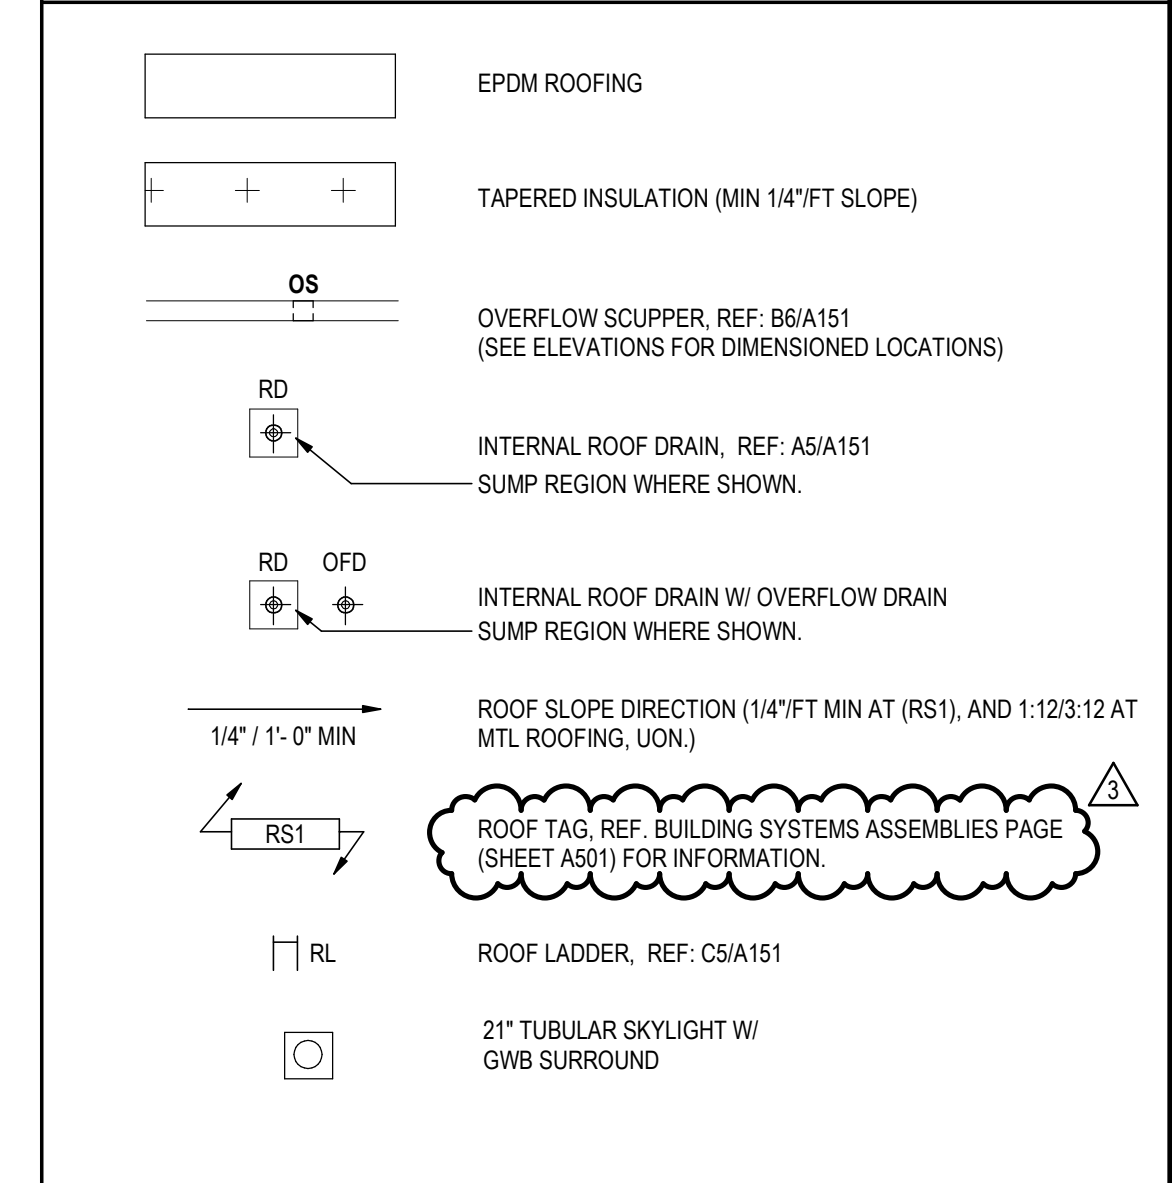 EPDM ROOFING
TAPERED INSULATION (MIN 1/4"/FT SLOPE)
OS
OVERFLOW SCUPPER, REF: B6/A151
(SEE ELEVATIONS FOR DIMENSIONED LOCATIONS)
RD
INTERNAL ROOF DRAIN,  REF: A5/A151
SUMP REGION WHERE SHOWN.
RD OFD
INTERNAL ROOF DRAIN W/ OVERFLOW DRAIN
SUMP REGION WHERE SHOWN.
1/4" / 1'- 0" MIN
ROOF SLOPE DIRECTION (1/4"/FT MIN AT (RS1), AND 1:12/3:12 AT
MTL ROOFING, UON.)
3
RS1
ROOF TAG, REF. BUILDING SYSTEMS ASSEMBLIES PAGE
(SHEET A501) FOR INFORMATION.
RL
ROOF LADDER,  REF: C5/A151
21" TUBULAR SKYLIGHT W/
GWB SURROUND